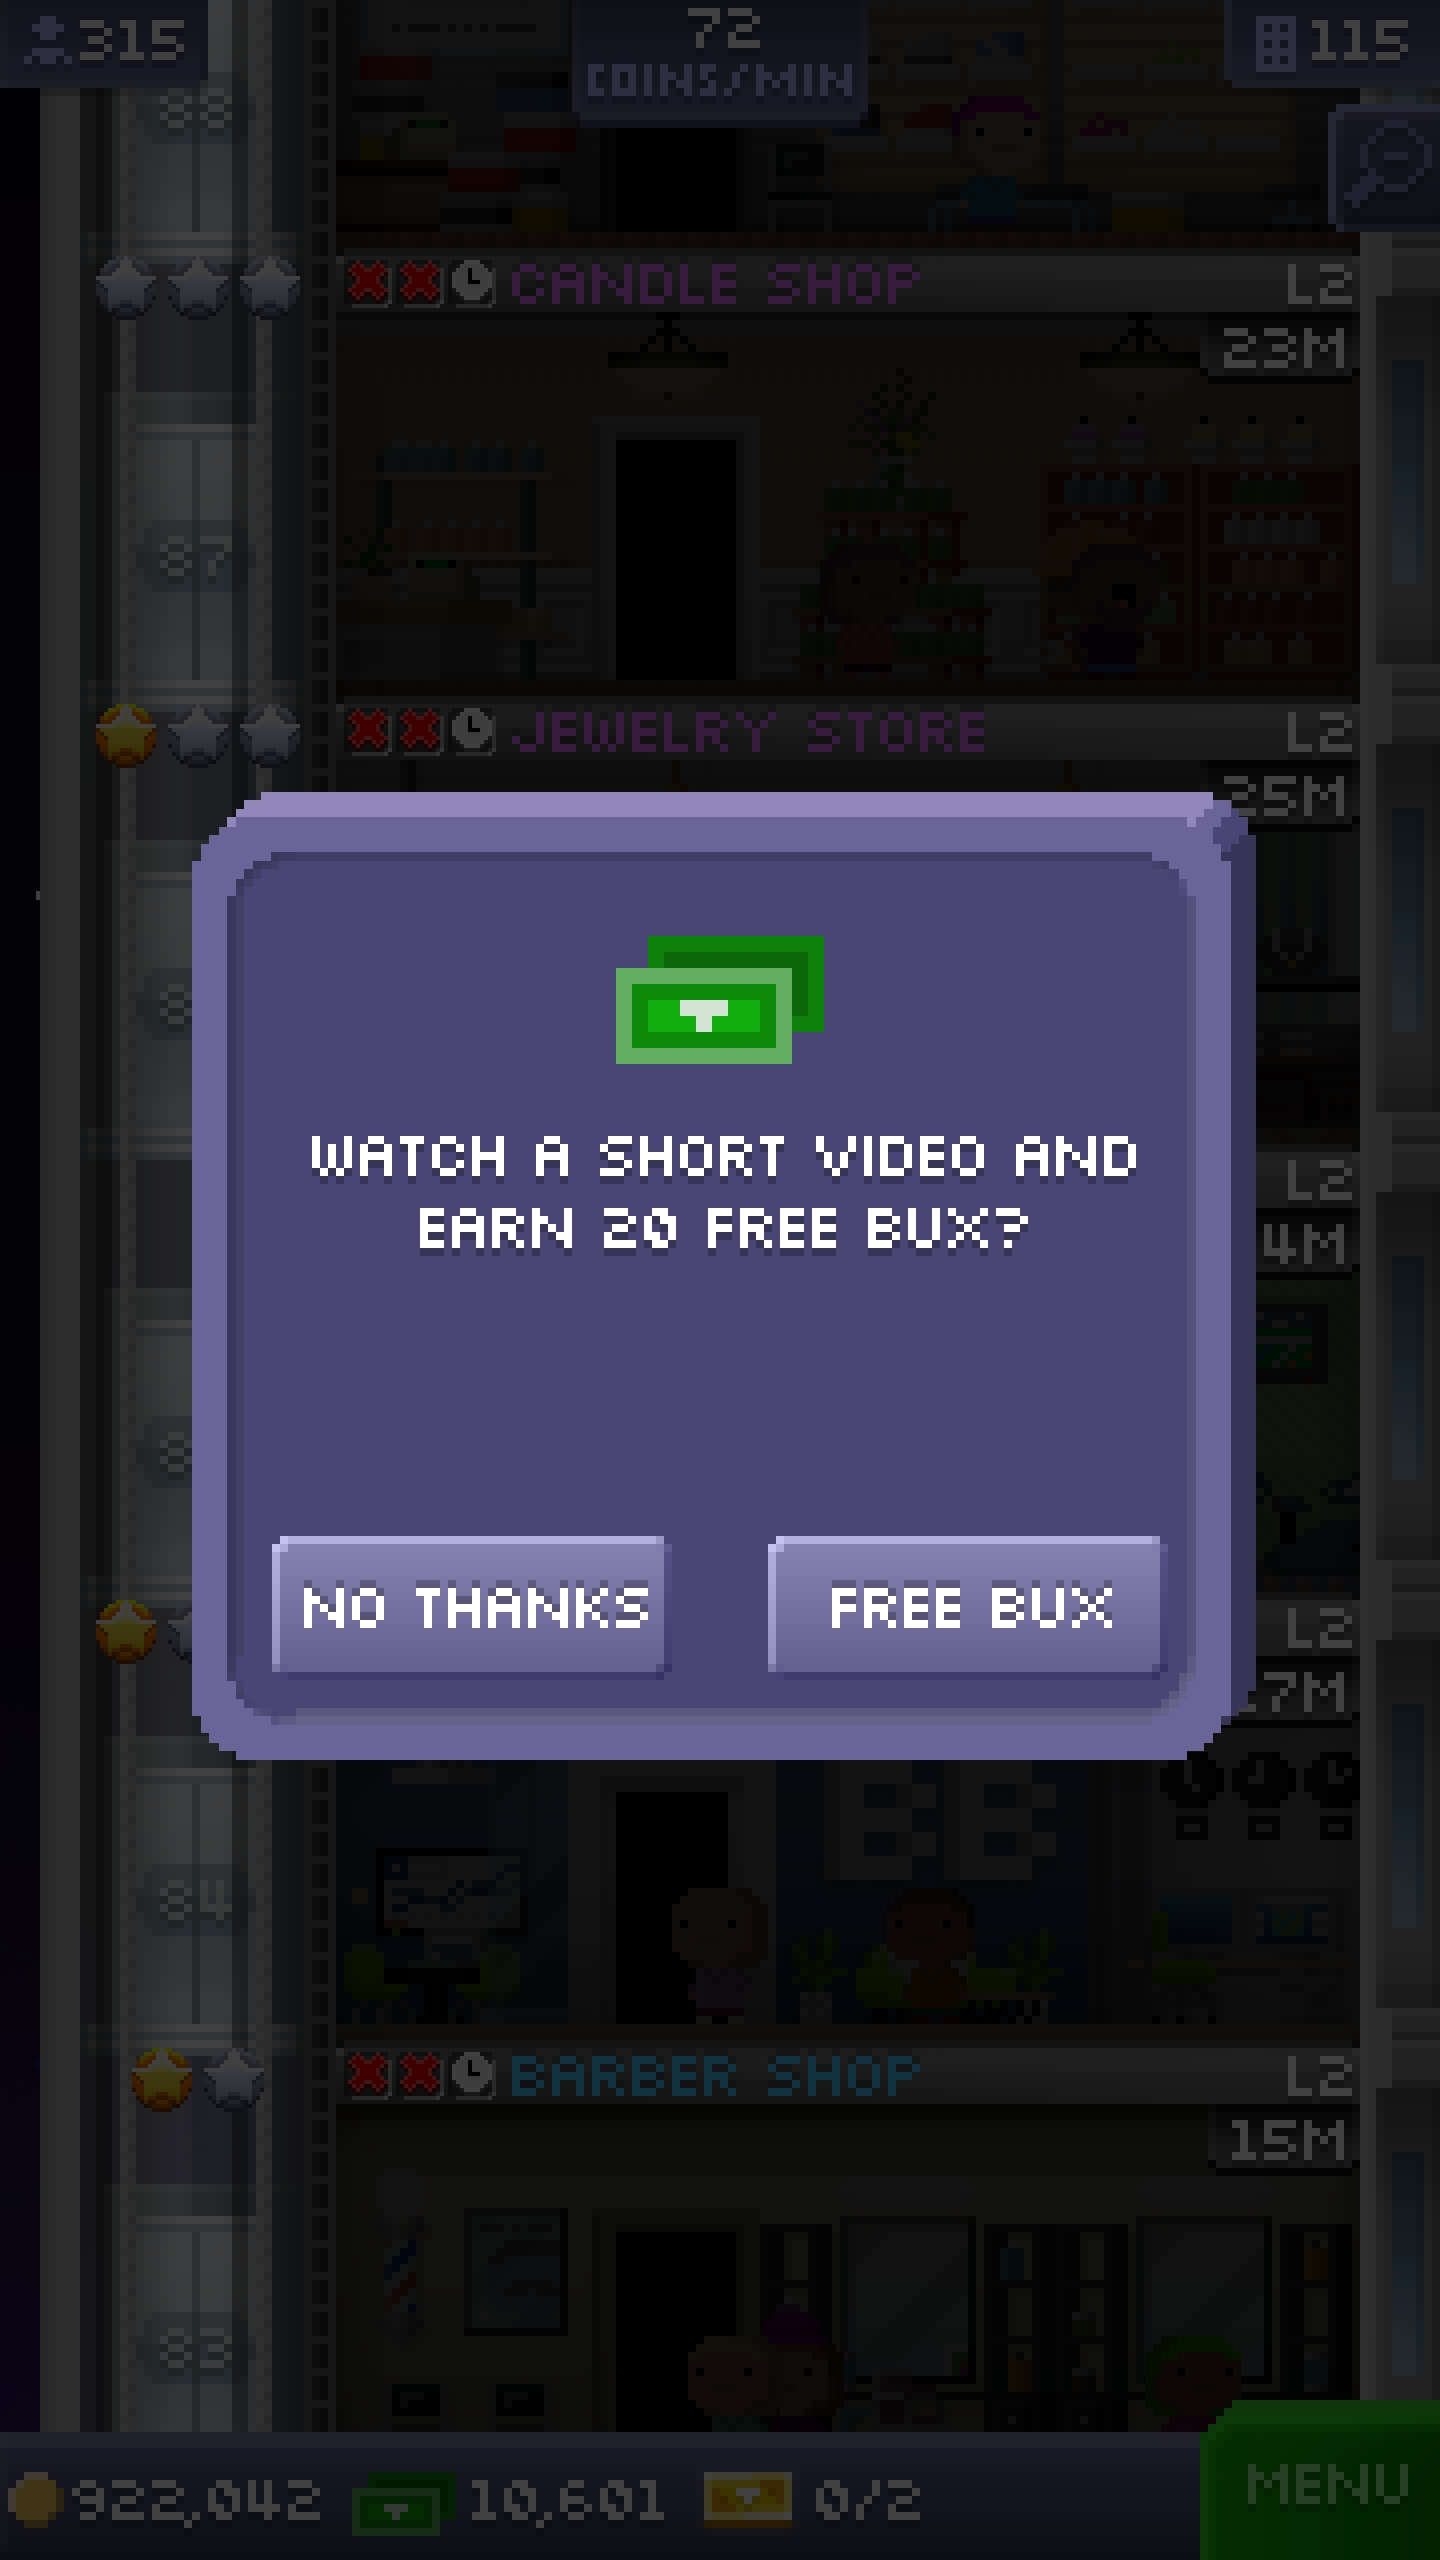 315
72
COINS/MIN
115
88
CANDLE SHOP L2
23M
87
JEWELRY STORE L2
25M
WATCH A SHORT VIDEO AND
EARN 20 FREE BUX?
L2
4M
NO THANKS
FREE BUX
L2
7M
84
BB
BARBER SHOP L2
15M
83
922,042
10,601
0/2
MENU